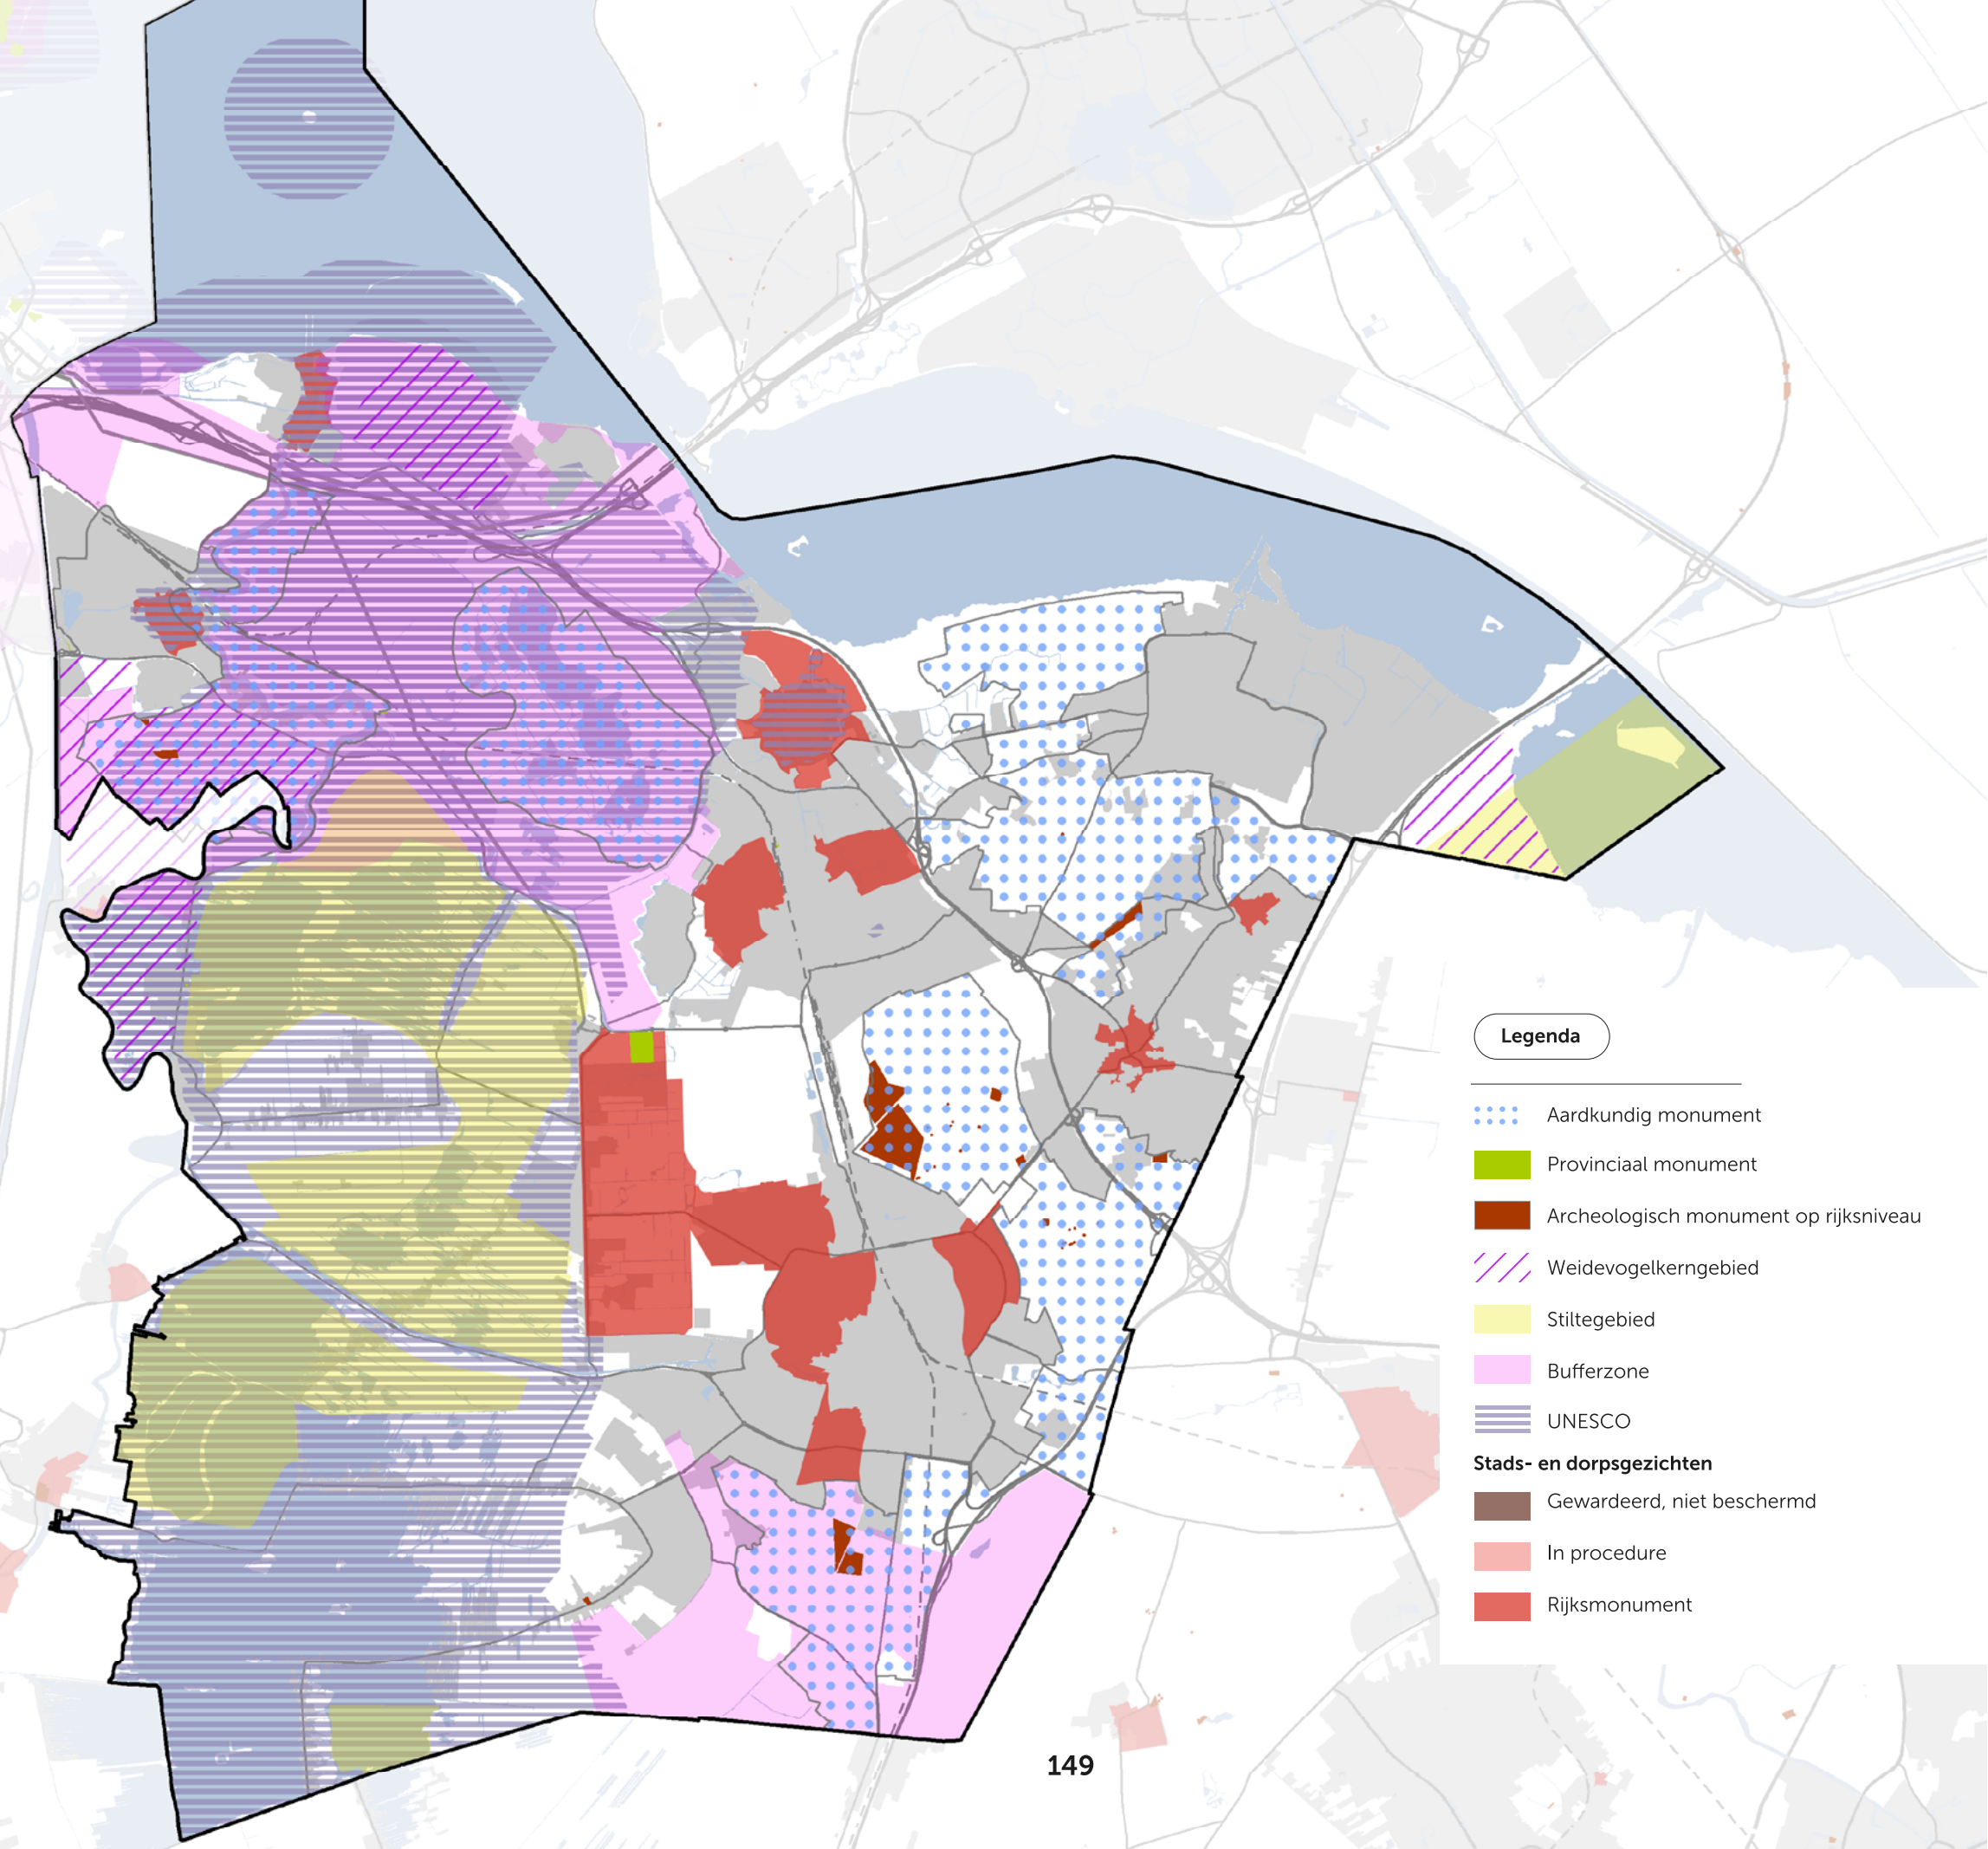 Legenda
Aardkundig monument
Provinciaal monument
Archeologisch monument op rijksniveau
Weidevogelkerngebied
Stiltegebied
Bufferzone
UNESCO
Stads- en dorpsgezichten
Gewardeerd, niet beschermd
In procedure
Rijksmonument
149